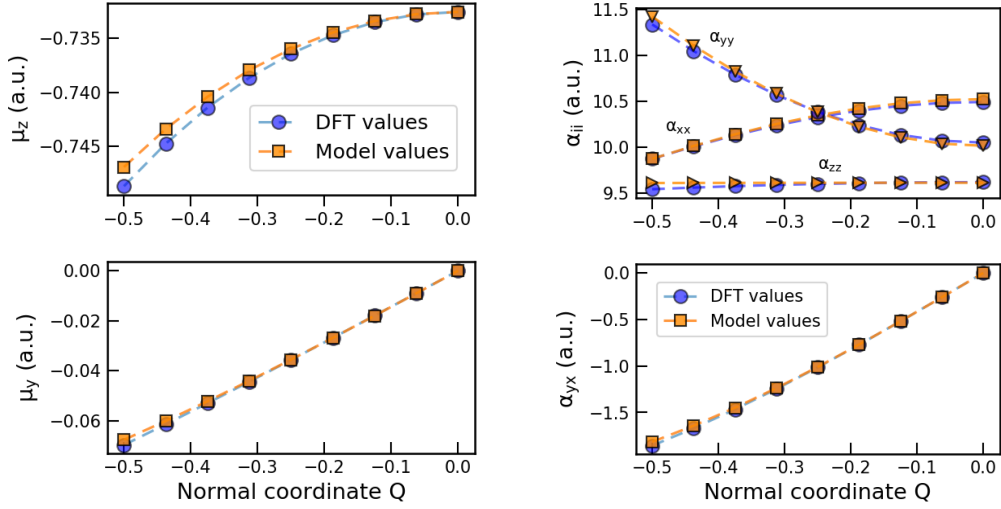 μz (a.u.)
−0.735
−0.740
−0.745
DFT values
Model values
−0.5 −0.4 −0.3 −0.2 −0.1 0.0
αii (a.u.)
11.5
11.0
10.5
10.0
9.5
αyy
αxx
αzz
−0.5 −0.4 −0.3 −0.2 −0.1 0.0
μy (a.u.)
0.00
−0.02
−0.04
−0.06
−0.5 −0.4 −0.3 −0.2 −0.1 0.0
Normal coordinate Q
αyx (a.u.)
0.0
−0.5
−1.0
−1.5
DFT values
Model values
−0.5 −0.4 −0.3 −0.2 −0.1 0.0
Normal coordinate Q